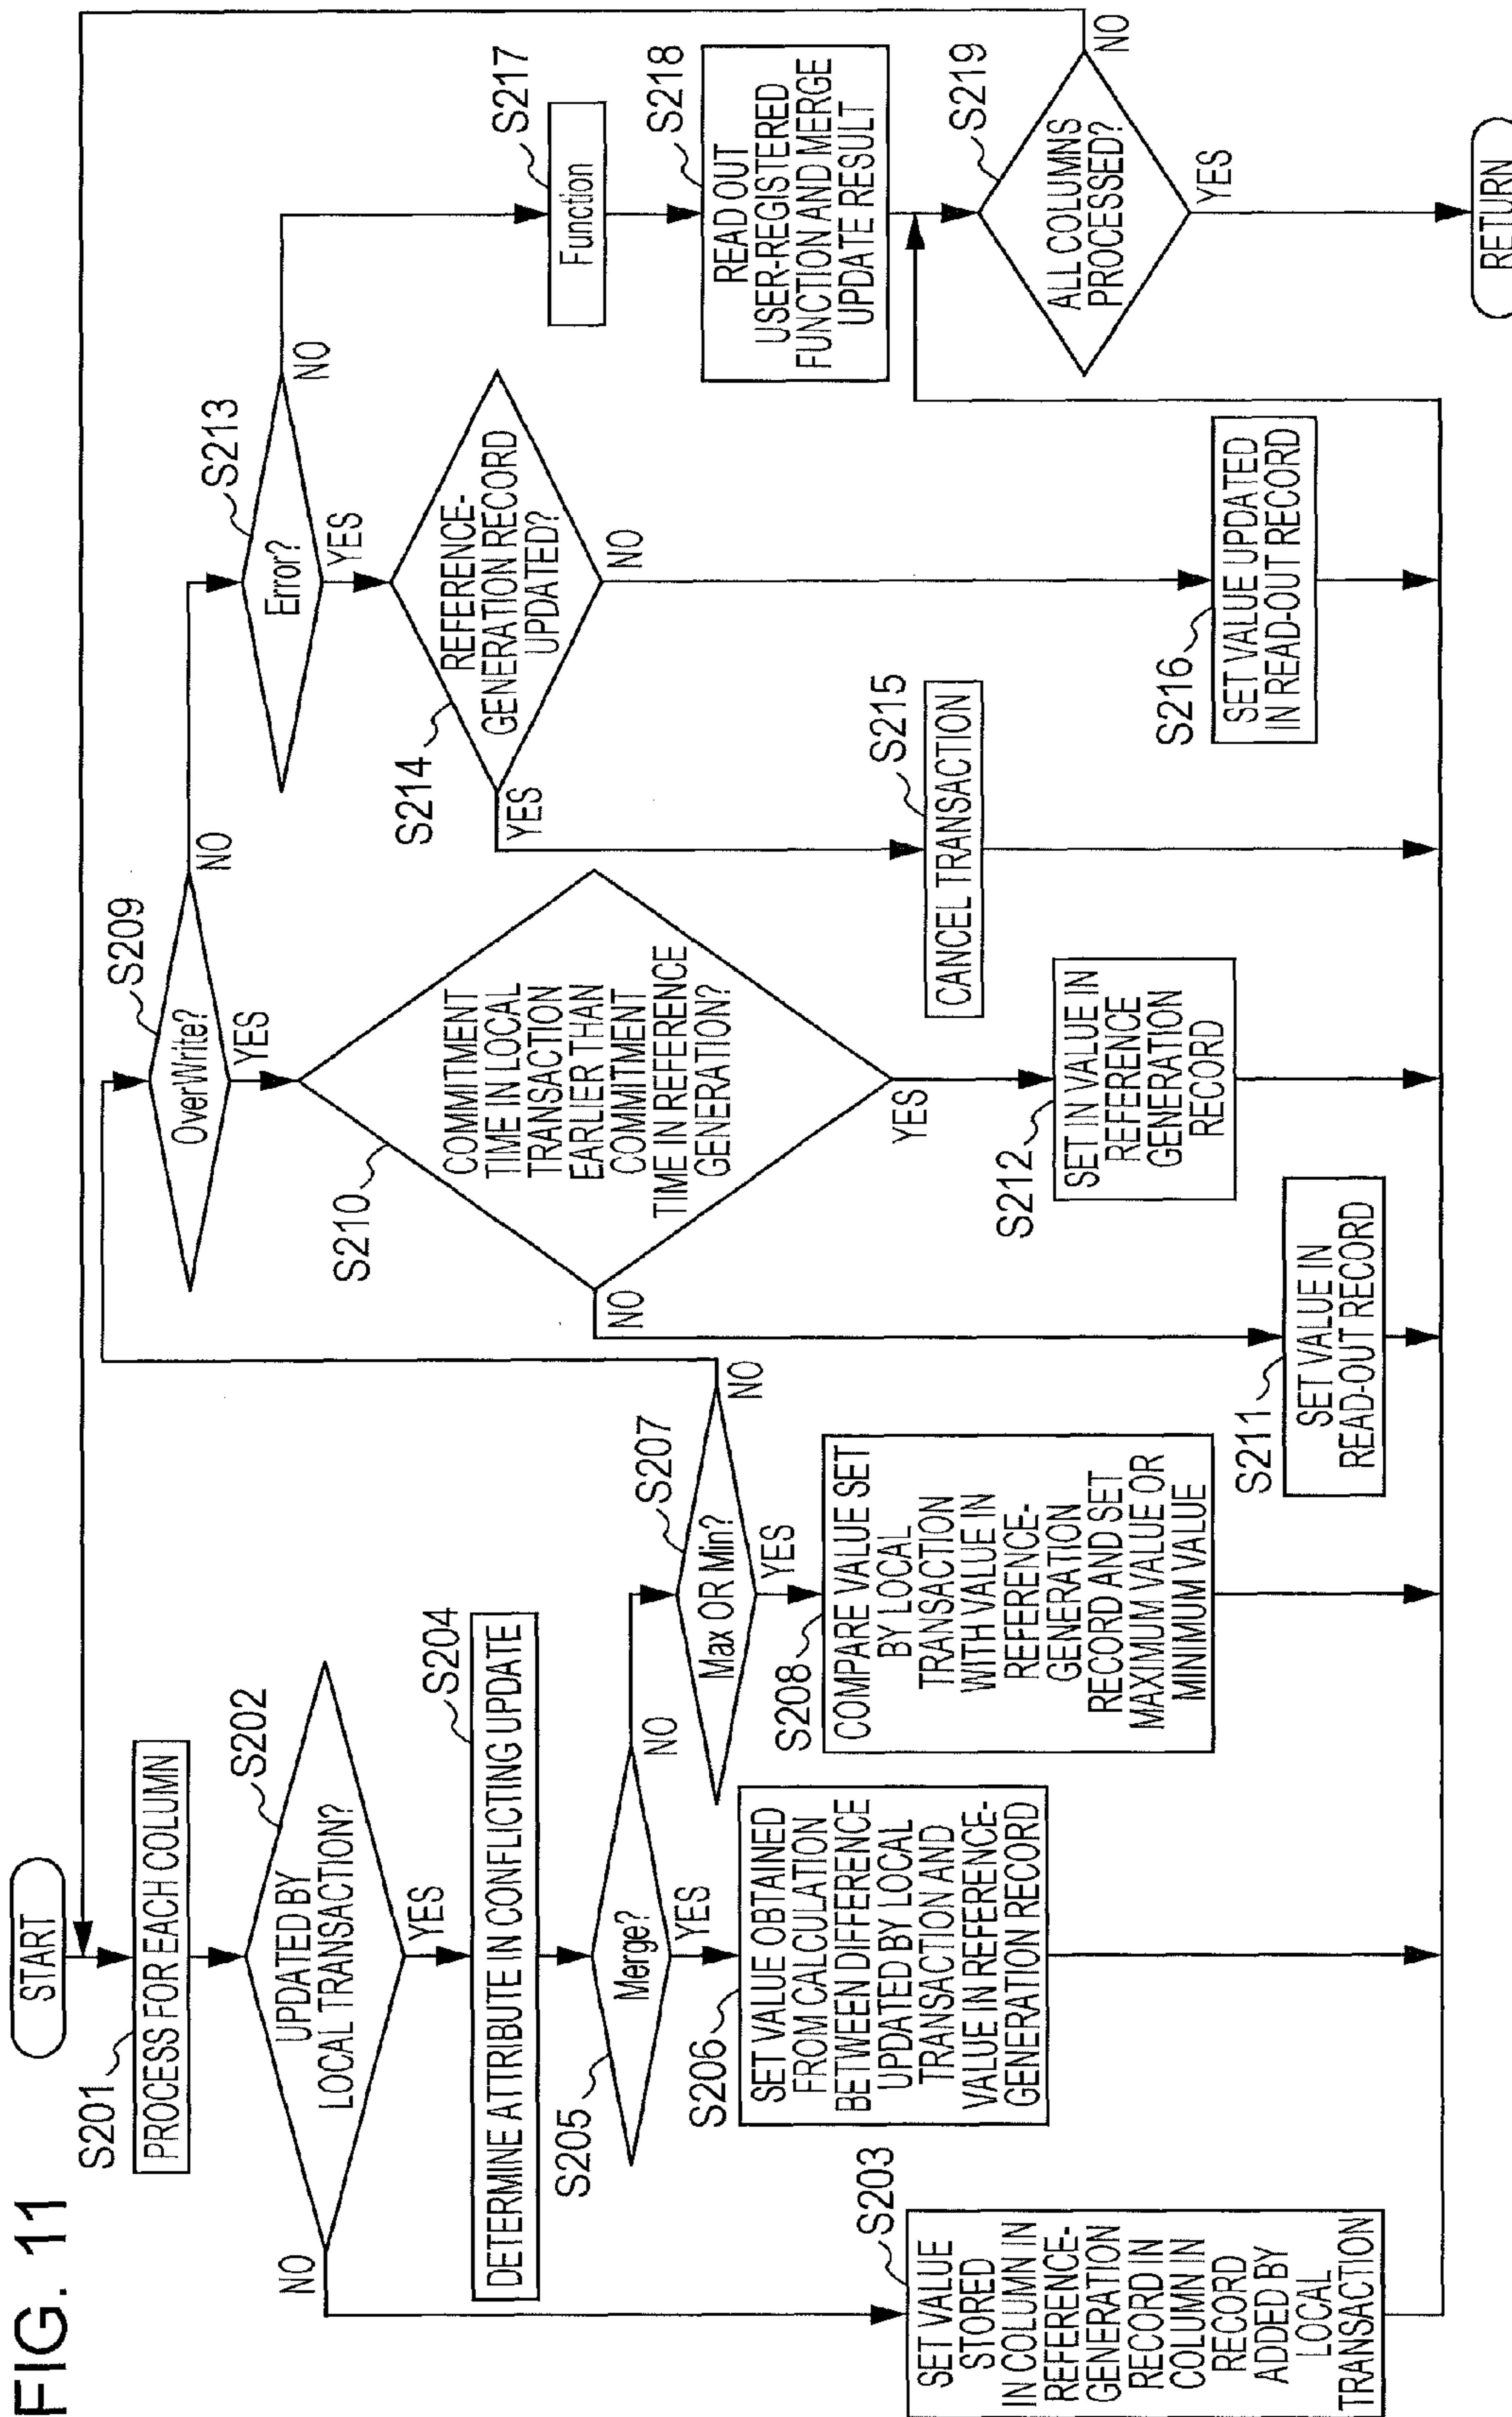 FIG. 11
START
S201
PROCESS FOR EACH COLUMN
S202
UPDATED BY
LOCAL TRANSACTION?
NO
YES
S203
SET VALUE
STORED
IN COLUMN IN
REFERENCE-
GENERATION
RECORD IN
COLUMN IN
RECORD
ADDED BY
LOCAL
TRANSACTION
S204
DETERMINE ATTRIBUTE IN CONFLICTING UPDATE
S205
Merge?
YES
NO
S206
SET VALUE OBTAINED
FROM CALCULATION
BETWEEN DIFFERENCE
UPDATED BY LOCAL
TRANSACTION AND
VALUE IN REFERENCE-
GENERATION RECORD
S207
Max OR Min?
YES
NO
S208
COMPARE VALUE SET
BY LOCAL
TRANSACTION
WITH VALUE IN
REFERENCE-
GENERATION
RECORD AND SET
MAXIMUM VALUE OR
MINIMUM VALUE
S209
OverWrite?
YES
NO
S210
COMMITMENT
TIME IN LOCAL
TRANSACTION
EARLIER THAN
COMMITMENT
TIME IN REFERENCE
GENERATION?
NO
YES
S211
SET VALUE IN
READ-OUT RECORD
S212
SET IN VALUE IN
REFERENCE
GENERATION
RECORD
S213
Error?
YES
NO
S214
REFERENCE-
GENERATION RECORD
UPDATED?
YES
NO
S215
CANCEL TRANSACTION
S216
SET VALUE UPDATED
IN READ-OUT RECORD
S217
Function
S218
READ OUT
USER-REGISTERED
FUNCTION AND MERGE
UPDATE RESULT
S219
ALL COLUMNS
PROCESSED?
NO
YES
RETURN